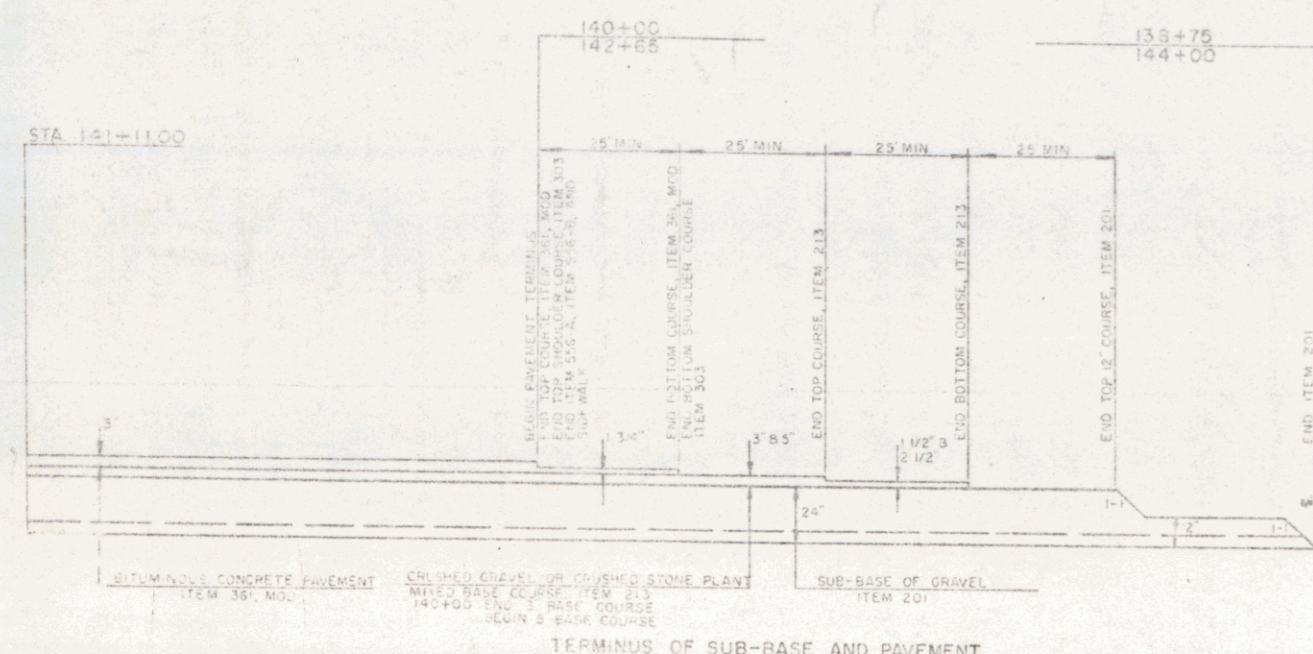 140+00
142+65
138+75
144+00
STA. 141+11.00
25' MIN
25' MIN
25' MIN
25' MIN
BEGIN PAVEMENT TERMINUS
END TOP COURSE, ITEM 361, MOD
END TOP SHOULDER COURSE, ITEM 303
END ITEM 556-A, ITEM 556-B, AND
SIDE WALK
END BOTTOM COURSE, ITEM 361, MOD
END BOTTOM SHOULDER COURSE
ITEM 303
END TOP COURSE, ITEM 213
END BOTTOM COURSE, ITEM 213
END TOP 12" COURSE, ITEM 201
END ITEM 201
3"
1 3/4"
3" & 5"
1 1/2" &
2 1/2"
24"
1-1
1-1
BITUMINOUS CONCRETE PAVEMENT
ITEM 361, MOD
CRUSHED GRAVEL OR CRUSHED STONE PLANT
MIXED BASE COURSE, ITEM 213
140+00 END 3" BASE COURSE
BEGIN 5" BASE COURSE
SUB-BASE OF GRAVEL
ITEM 201
TERMINUS OF SUB-BASE AND PAVEMENT